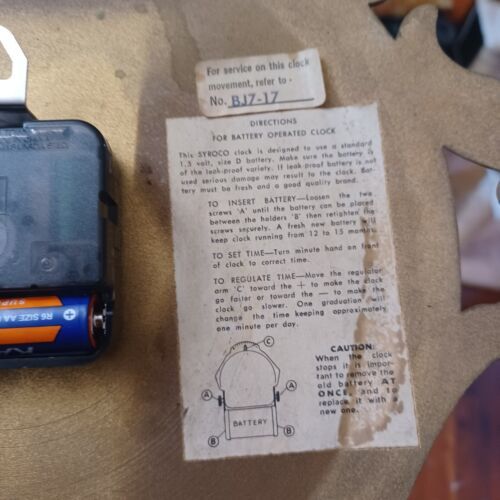 For service on this clock
movement, refer to -
No. BJ7-17
DIRECTIONS
FOR BATTERY OPERATED CLOCK
This SYROCO clock is designed to use a standard
1.5 volt, size D battery. Make sure the battery is
of the leak-proof variety. If leak-proof battery is not
used serious damage may result to the clock. Bat-
tery must be fresh and a good quality brand.
TO INSERT BATTERY—Loosen the two
screws 'A' until the battery can be placed
between the holders 'B' then retighten the
screws securely. A fresh new battery will
keep clock running from 12 to 15 months.
TO SET TIME—Turn minute hand on front
of clock to correct time.
TO REGULATE TIME—Move the regulator
arm 'C' toward the + to make the clock
go faster or toward the — to make the
clock go slower. One graduation will
change the time keeping approximately
one minute per day.
C
A
A
BATTERY
B
B
CAUTION:
When the clock
stops it is impor-
tant to remove the
old battery AT
ONCE, and to
replace it with a
new one.
R6 SIZE AA
SUP